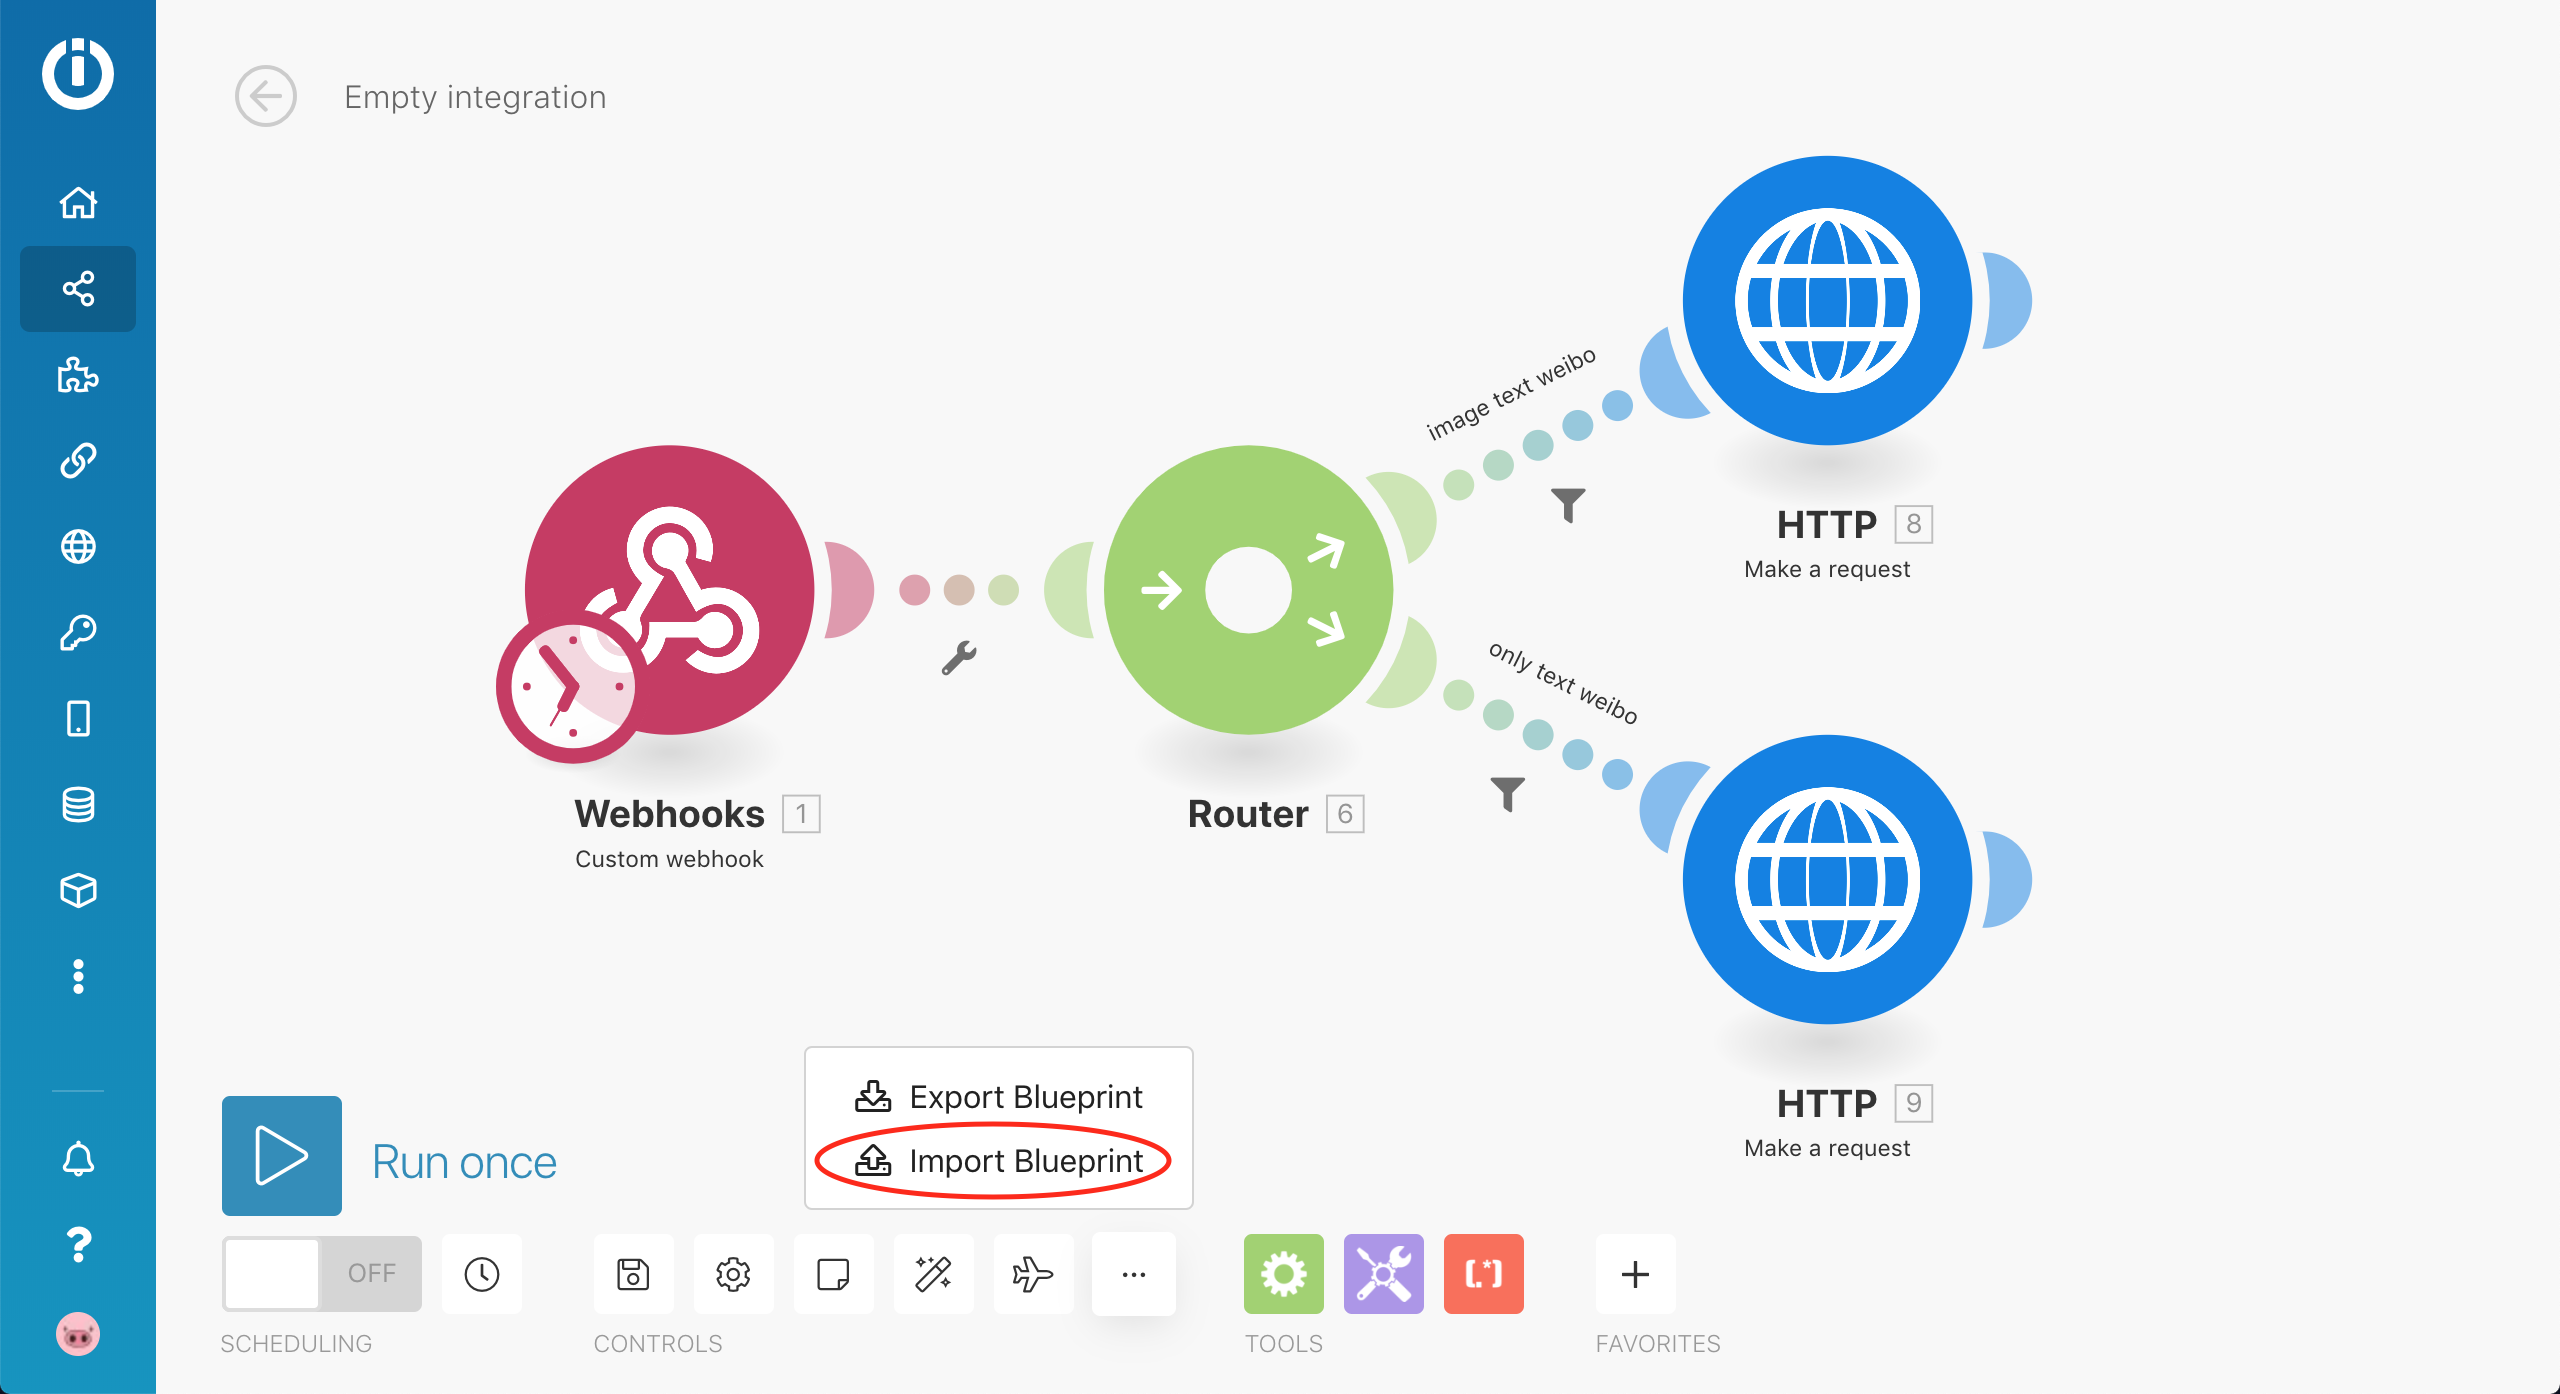 Empty integration
image text weibo
HTTP 8
Make a request
only text weibo
Webhooks 1
Custom webhook
Router 6
HTTP 9
Make a request
Export Blueprint
Import Blueprint
Run once
OFF
SCHEDULING
CONTROLS
TOOLS
FAVORITES